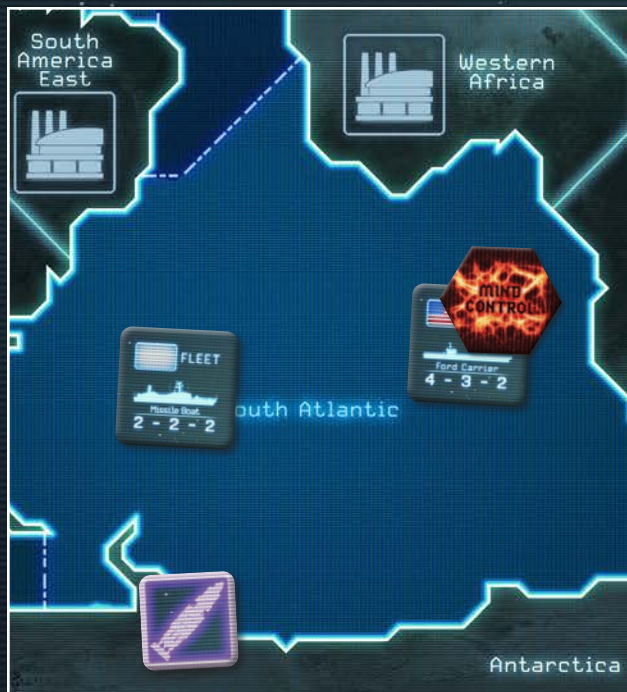 South
America
East
Western
Africa
MIND
CONTROL
FLEET
Missile Boat
2 - 2 - 2
Ford Carrier
4 - 3 - 2
outh Atlantic
Antarctica